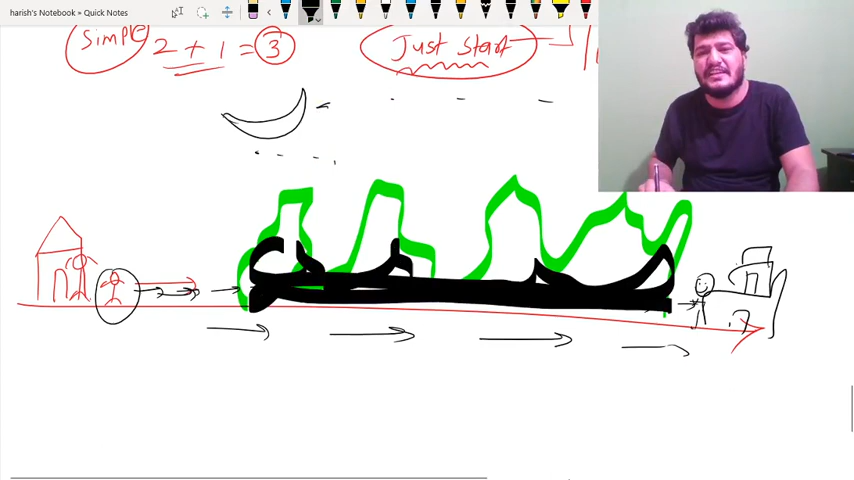 harish's Notebook » Quick Notes
Simple 2 + 1 = 3 Just start